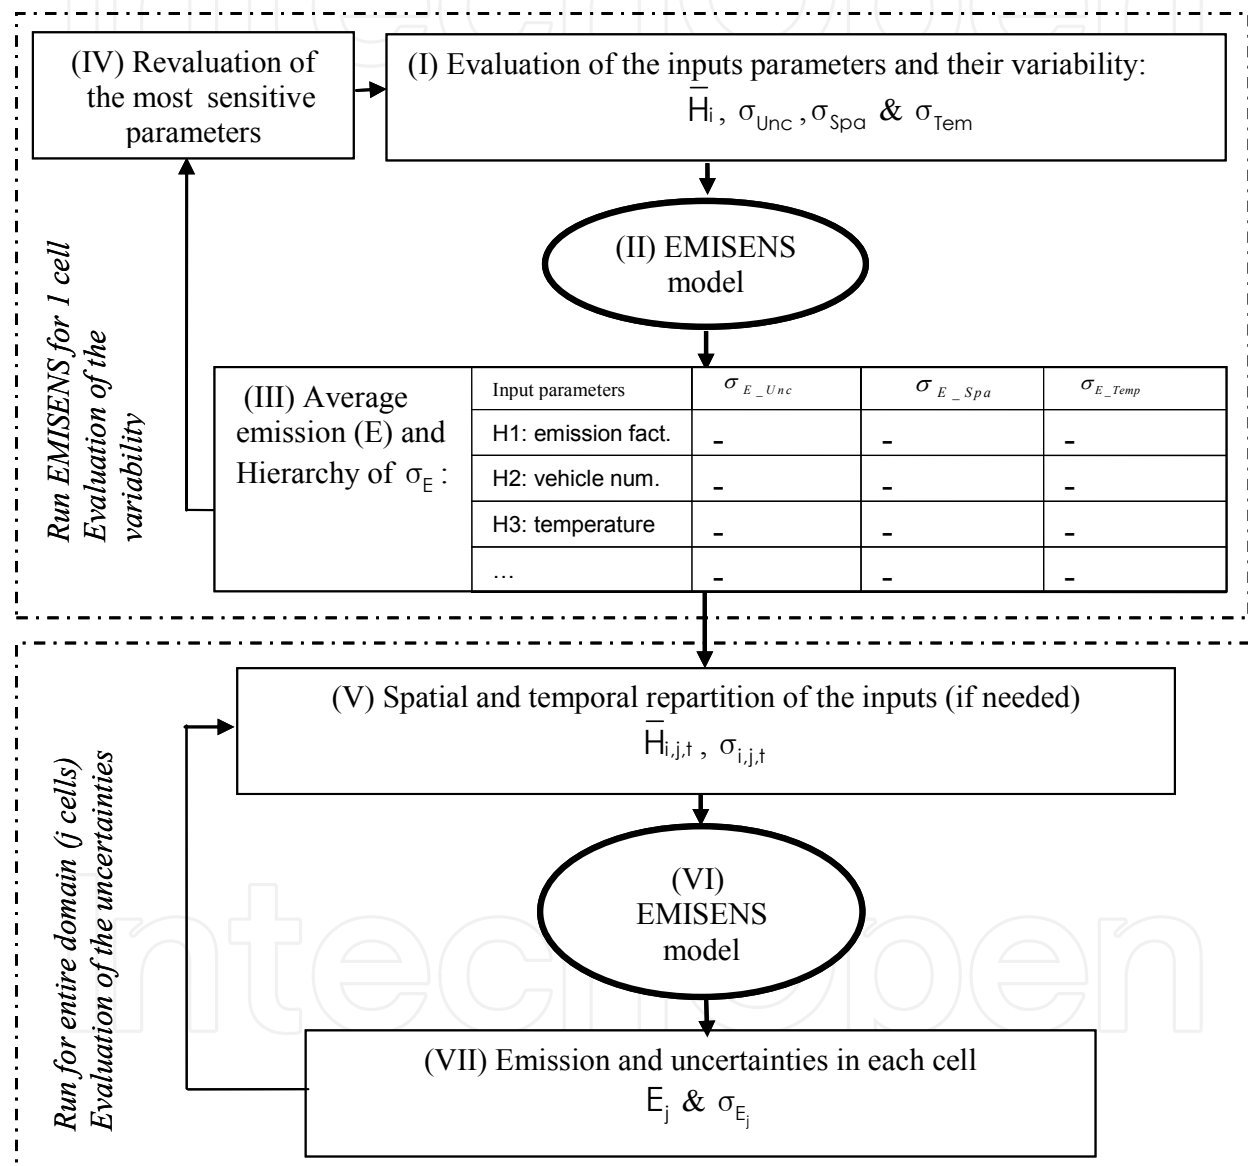 (IV) Revaluation of
the most sensitive
parameters
(I) Evaluation of the inputs parameters and their variability:
H̅i, σUnc, σSpa & σTem
(II) EMISENS
model
Run EMISENS for 1 cell
Evaluation of the
variability
(III) Average
emission (E) and
Hierarchy of σE :
Input parameters σE_Unc σE_Spa σE_Temp
H1: emission fact. - - -
H2: vehicle num. - - -
H3: temperature - - -
... - - -
(V) Spatial and temporal repartition of the inputs (if needed)
H̅i,j,t , σi,j,t
(VI)
EMISENS
model
Run for entire domain (j cells)
Evaluation of the uncertainties
(VII) Emission and uncertainties in each cell
Ej & σEj
IntechOpen